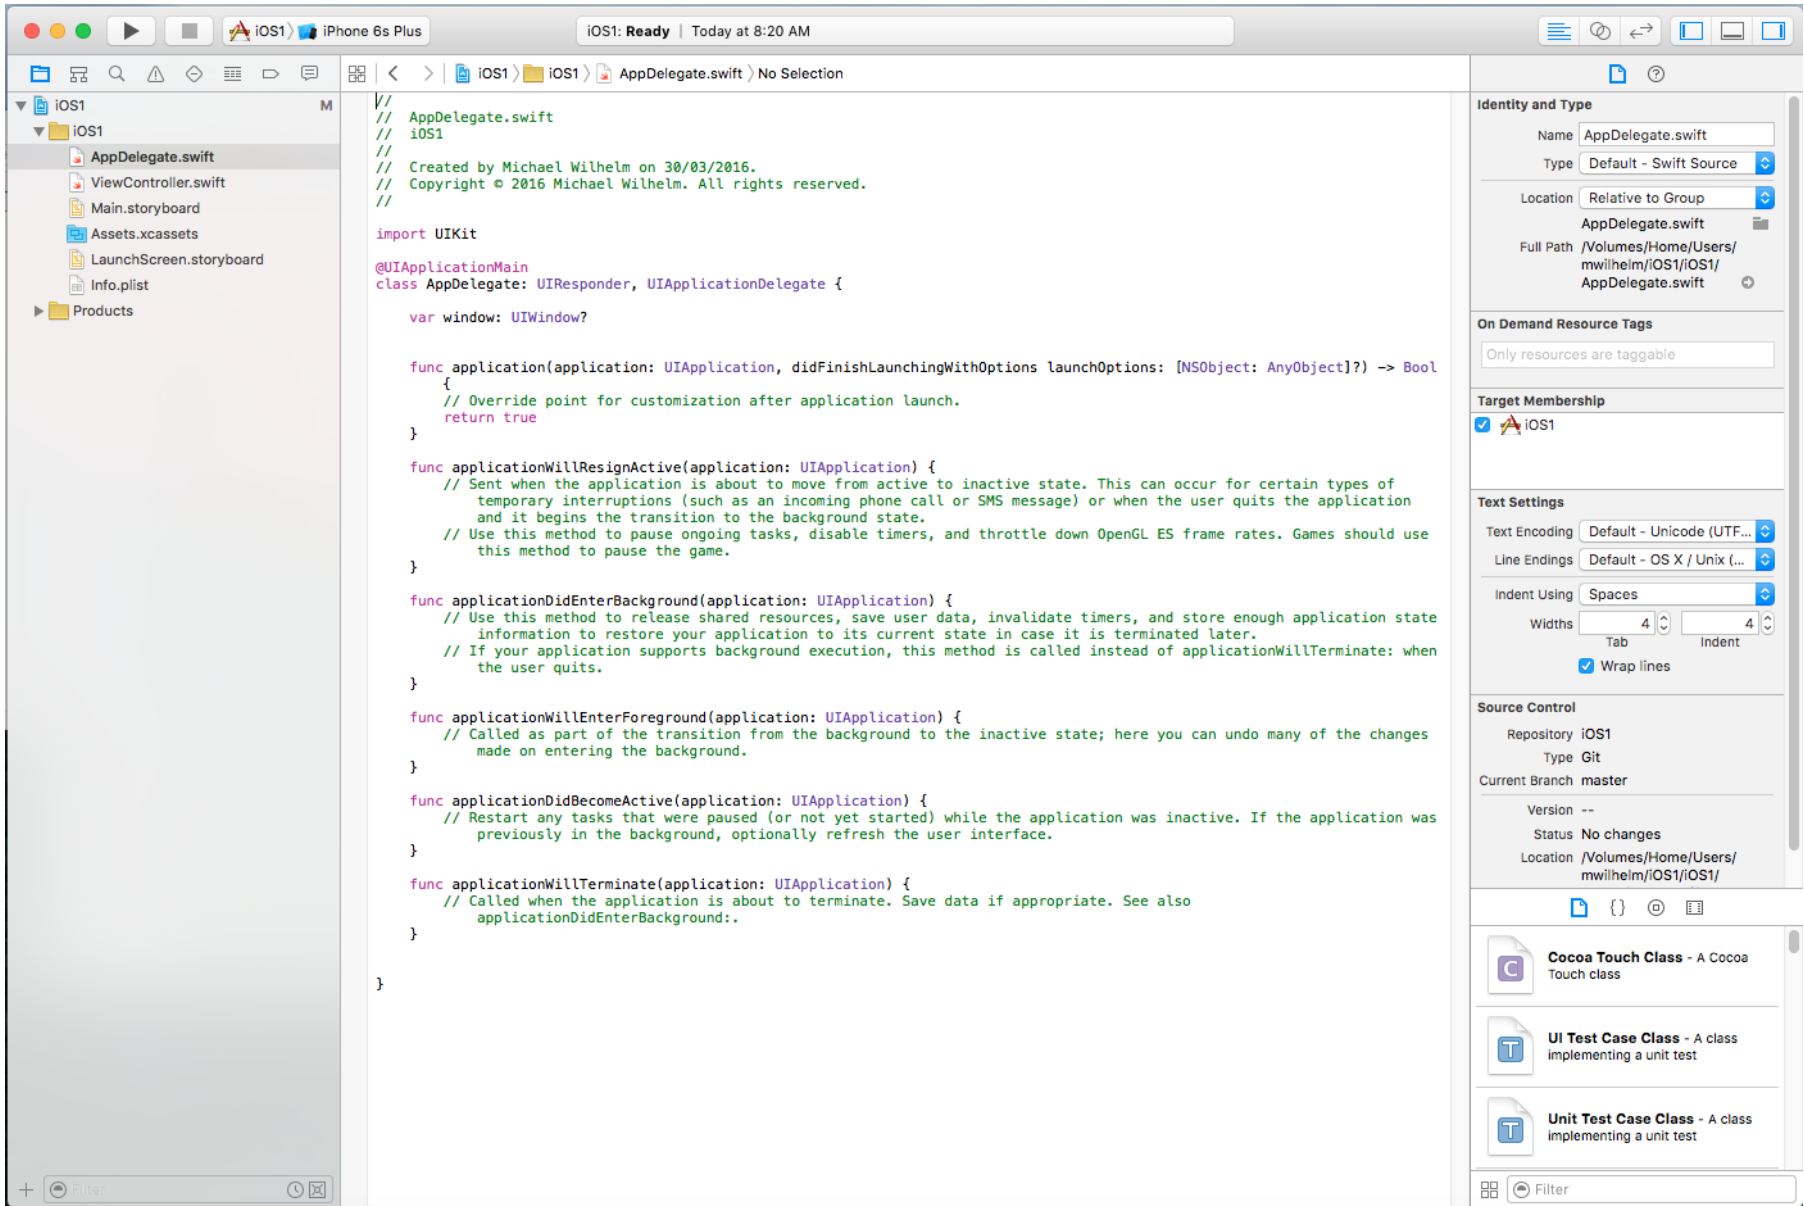 iOS1 iPhone 6s Plus
iOS1: Ready | Today at 8:20 AM
iOS1 iOS1 AppDelegate.swift No Selection
iOS1 M
iOS1
AppDelegate.swift
ViewController.swift
Main.storyboard
Assets.xcassets
LaunchScreen.storyboard
Info.plist
Products
Filter
//
//  AppDelegate.swift
//  iOS1
//
//  Created by Michael Wilhelm on 30/03/2016.
//  Copyright © 2016 Michael Wilhelm. All rights reserved.
//
import UIKit
@UIApplicationMain
class AppDelegate: UIResponder, UIApplicationDelegate {
var window: UIWindow?
func application(application: UIApplication, didFinishLaunchingWithOptions launchOptions: [NSObject: AnyObject]?) -> Bool
{
// Override point for customization after application launch.
return true
}
func applicationWillResignActive(application: UIApplication) {
// Sent when the application is about to move from active to inactive state. This can occur for certain types of
temporary interruptions (such as an incoming phone call or SMS message) or when the user quits the application
and it begins the transition to the background state.
// Use this method to pause ongoing tasks, disable timers, and throttle down OpenGL ES frame rates. Games should use
this method to pause the game.
}
func applicationDidEnterBackground(application: UIApplication) {
// Use this method to release shared resources, save user data, invalidate timers, and store enough application state
information to restore your application to its current state in case it is terminated later.
// If your application supports background execution, this method is called instead of applicationWillTerminate: when
the user quits.
}
func applicationWillEnterForeground(application: UIApplication) {
// Called as part of the transition from the background to the inactive state; here you can undo many of the changes
made on entering the background.
}
func applicationDidBecomeActive(application: UIApplication) {
// Restart any tasks that were paused (or not yet started) while the application was inactive. If the application was
previously in the background, optionally refresh the user interface.
}
func applicationWillTerminate(application: UIApplication) {
// Called when the application is about to terminate. Save data if appropriate. See also
applicationDidEnterBackground:.
}
}
Identity and Type
Name AppDelegate.swift
Type Default - Swift Source
Location Relative to Group
AppDelegate.swift
Full Path /Volumes/Home/Users/
mwilhelm/iOS1/iOS1/
AppDelegate.swift
On Demand Resource Tags
Only resources are taggable
Target Membership
iOS1
Text Settings
Text Encoding Default - Unicode (UTF...
Line Endings Default - OS X / Unix (...
Indent Using Spaces
Widths 4 4
Tab Indent
Wrap lines
Source Control
Repository iOS1
Type Git
Current Branch master
Version --
Status No changes
Location /Volumes/Home/Users/
mwilhelm/iOS1/iOS1/
{}
C
Cocoa Touch Class - A Cocoa
Touch class
T
UI Test Case Class - A class
implementing a unit test
T
Unit Test Case Class - A class
implementing a unit test
Filter